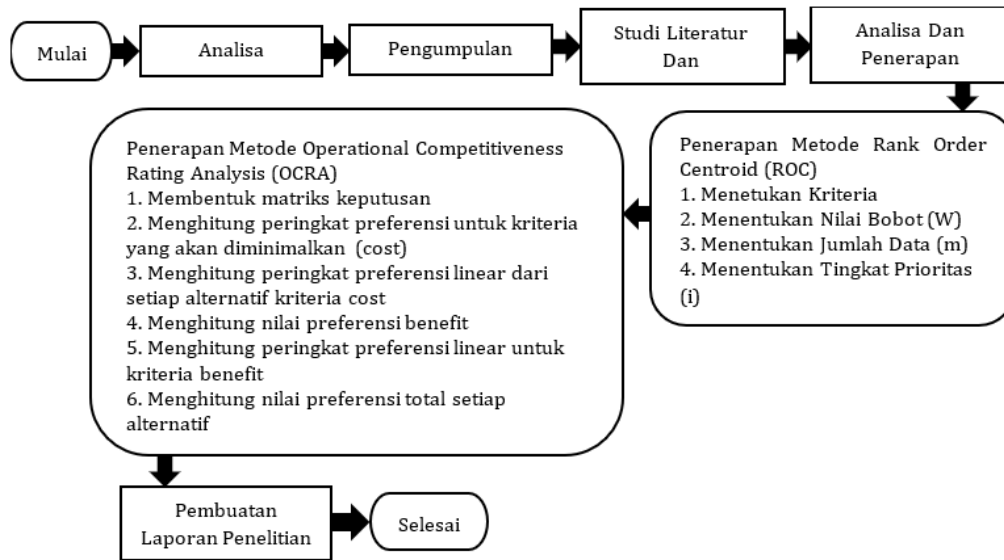 Mulai
Analisa
Pengumpulan
Studi Literatur
Dan
Analisa Dan
Penerapan
Penerapan Metode Rank Order
Centroid (ROC)
1. Menetukan Kriteria
2. Menentukan Nilai Bobot (W)
3. Menentukan Jumlah Data (m)
4. Menentukan Tingkat Prioritas
(i)
Penerapan Metode Operational Competitiveness
Rating Analysis (OCRA)
1. Membentuk matriks keputusan
2. Menghitung peringkat preferensi untuk kriteria
yang akan diminimalkan (cost)
3. Menghitung peringkat preferensi linear dari
setiap alternatif kriteria cost
4. Menghitung nilai preferensi benefit
5. Menghitung peringkat preferensi linear untuk
kriteria benefit
6. Menghitung nilai preferensi total setiap
alternatif
Pembuatan
Laporan Penelitian
Selesai